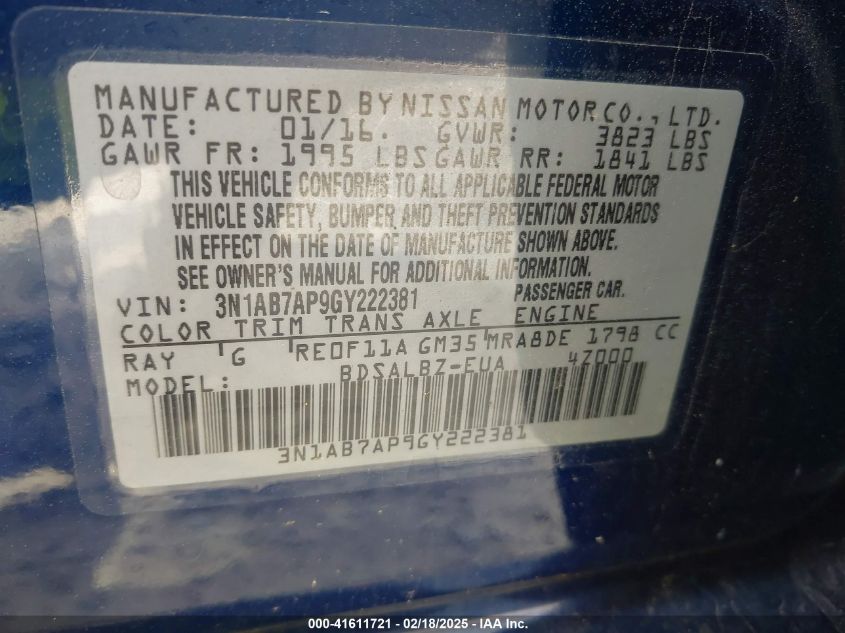 MANUFACTURED BY NISSAN MOTOR CO., LTD.
DATE: 01/16. GVWR: 3823 LBS
GAWR FR: 1995 LBS GAWR RR: 1841 LBS
THIS VEHICLE CONFORMS TO ALL APPLICABLE FEDERAL MOTOR
VEHICLE SAFETY, BUMPER, AND THEFT PREVENTION STANDARDS
IN EFFECT ON THE DATE OF MANUFACTURE SHOWN ABOVE.
SEE OWNER'S MANUAL FOR ADDITIONAL INFORMATION.
VIN: 3N1AB7AP9GY222381 PASSENGER CAR.
COLOR TRIM TRANS AXLE ENGINE
RAY G RE0F11A GM35 MRA8DE 1798 CC
MODEL: BDSALBZ-EUA 4Z000
3N1AB7AP9GY222381
000-41611721 - 02/18/2025 - IAA Inc.